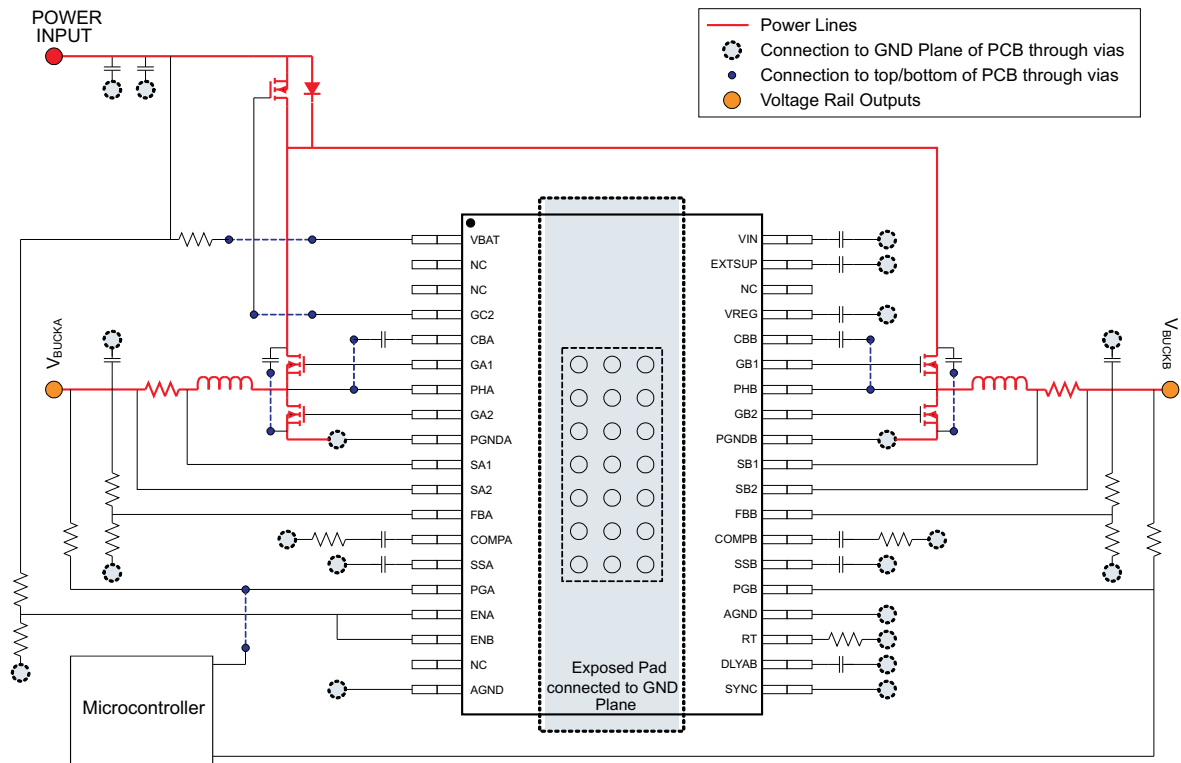 POWER
INPUT
Power Lines
Connection to GND Plane of PCB through vias
Connection to top/bottom of PCB through vias
Voltage Rail Outputs
VBUCKA
VBAT
NC
NC
GC2
CBA
GA1
PHA
GA2
PGNDA
SA1
SA2
FBA
COMPA
SSA
PGA
ENA
ENB
NC
AGND
VIN
EXTSUP
NC
VREG
CBB
GB1
PHB
GB2
PGNDB
SB1
SB2
FBB
COMPB
SSB
PGB
AGND
RT
DLYAB
SYNC
VBUCKB
Exposed Pad
connected to GND
Plane
Microcontroller